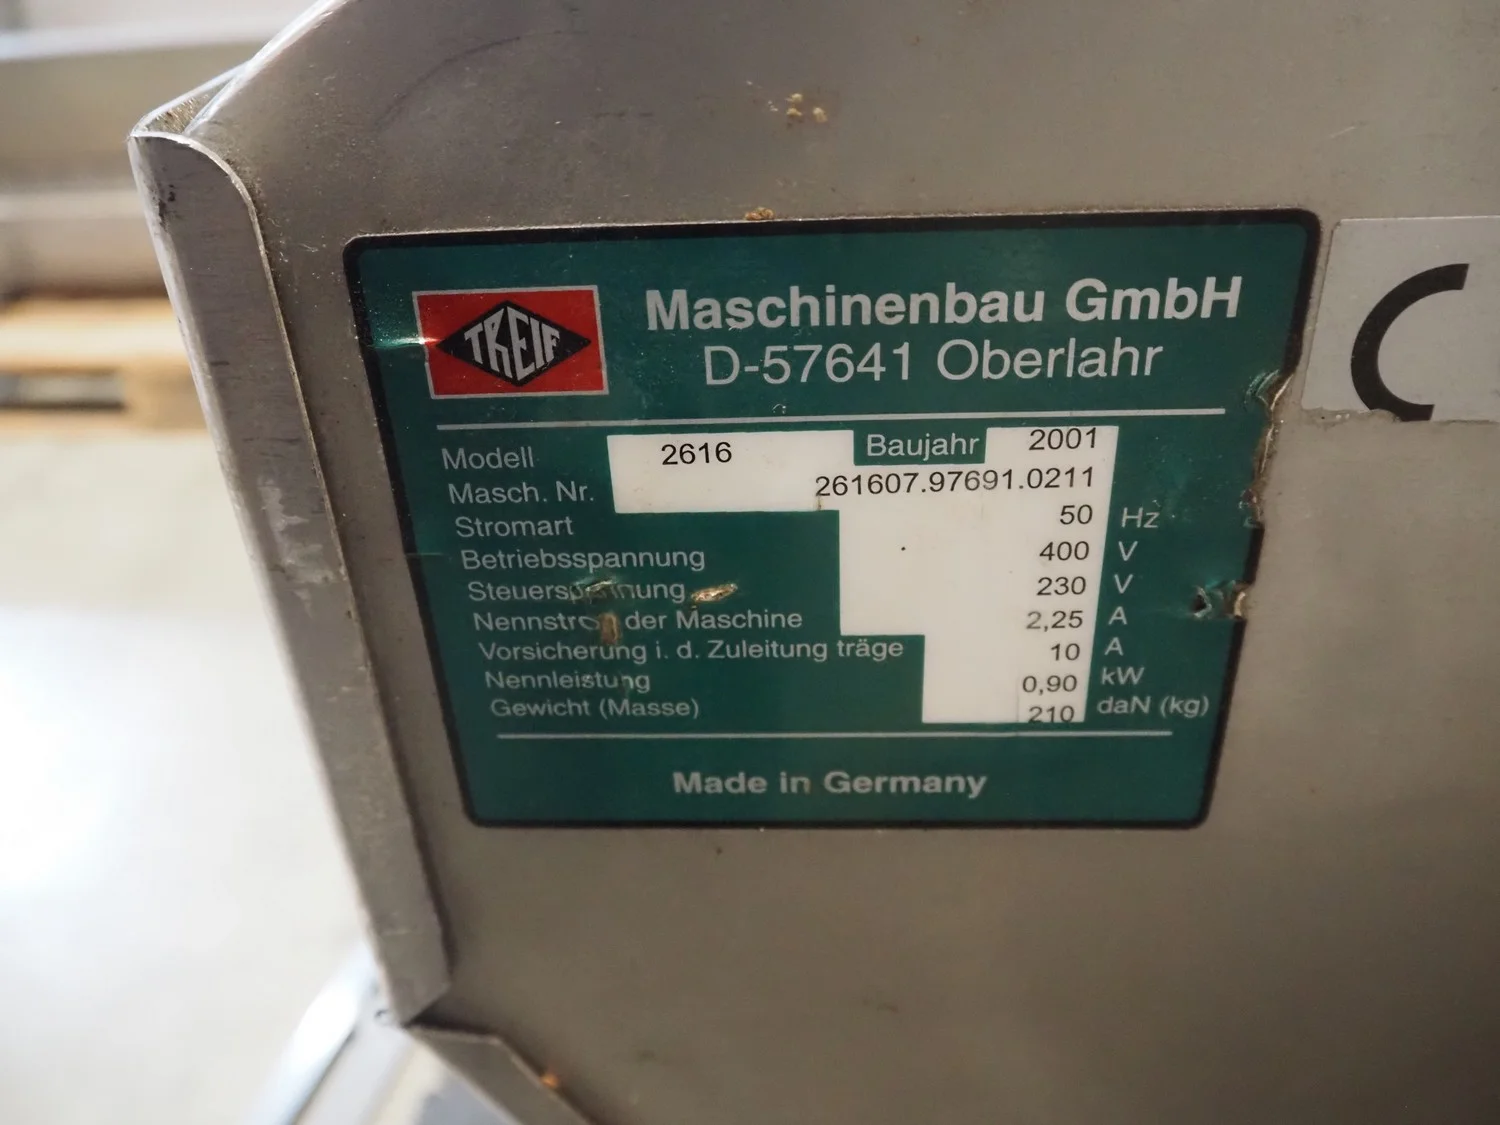 TREIF
Maschinenbau GmbH
D-57641 Oberlahr
Modell 2616 Baujahr 2001
Masch. Nr. 261607.97691.0211
Stromart 50 Hz
Betriebsspannung 400 V
Steuerspannung 230 V
Nennstrom der Maschine 2,25 A
Vorsicherung i. d. Zuleitung träge 10 A
Nennleistung 0,90 kW
Gewicht (Masse) 210 daN (kg)
Made in Germany
C